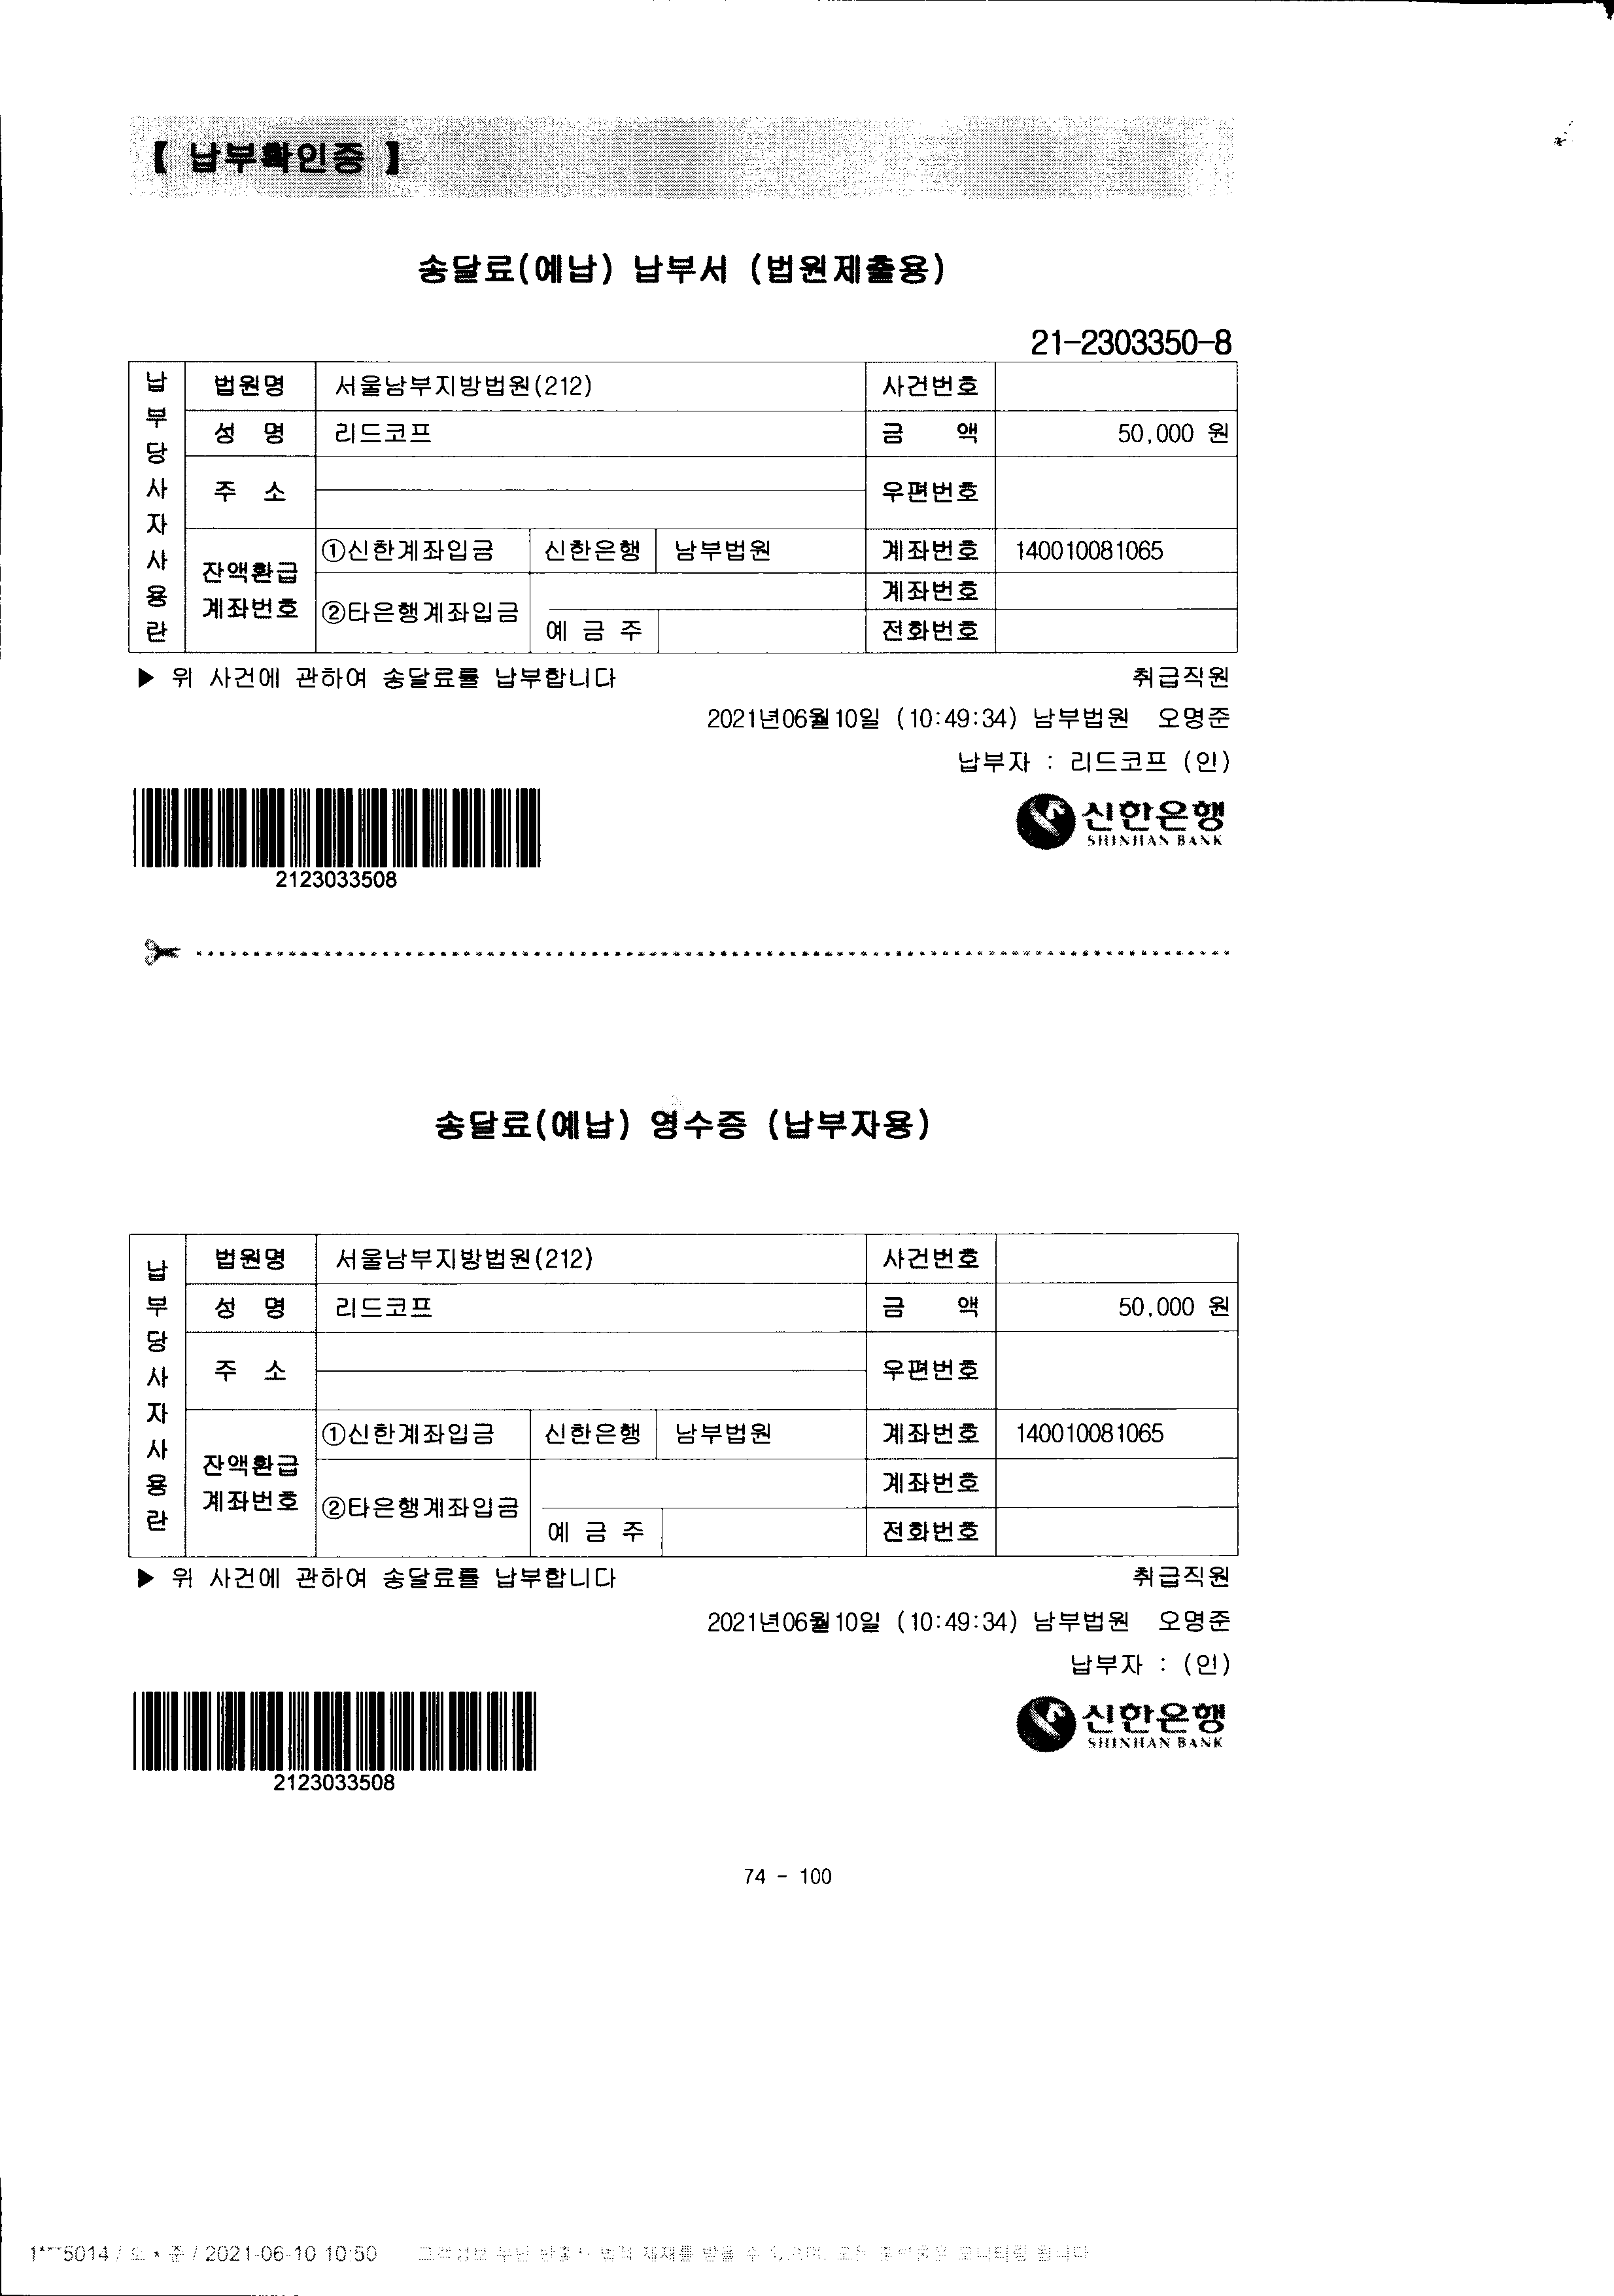 【 납부확인증 】
송달료(예납) 납부서 (법원제출용)
21-2303350-8
납부당사자사용란
법원명 서울남부지방법원(212) 사건번호
성 명 리드코프 금 액 50,000 원
주 소 우편번호
잔액환급 계좌번호 ①신한계좌입금 신한은행 남부법원 계좌번호 140010081065
②타은행계좌입금 계좌번호
예 금 주 전화번호
▶ 위 사건에 관하여 송달료를 납부합니다 취급직원
2021년06월10일 (10:49:34) 남부법원 오명준
납부자 : 리드코프 (인)
신한은행
SHINHAN BANK
2123033508
송달료(예납) 영수증 (납부자용)
납부당사자사용란
법원명 서울남부지방법원(212) 사건번호
성 명 리드코프 금 액 50,000 원
주 소 우편번호
잔액환급 계좌번호 ①신한계좌입금 신한은행 남부법원 계좌번호 140010081065
②타은행계좌입금 계좌번호
예 금 주 전화번호
▶ 위 사건에 관하여 송달료를 납부합니다 취급직원
2021년06월10일 (10:49:34) 남부법원 오명준
납부자 : (인)
신한은행
SHINHAN BANK
2123033508
74 - 100
1***5014 / 오 * 준 / 2021-06-10 10:50 제재를 받을 수 모니터링 됩니다